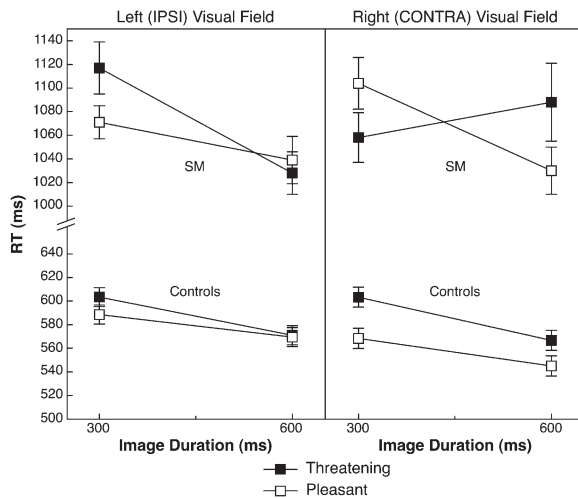 Left (IPSI) Visual Field
Right (CONTRA) Visual Field
RT (ms)
1140
1120
1100
1080
1060
1040
1020
1000
640
620
600
580
560
540
520
500
SM
SM
Controls
Controls
300
600
300
600
Image Duration (ms)
Image Duration (ms)
Threatening
Pleasant